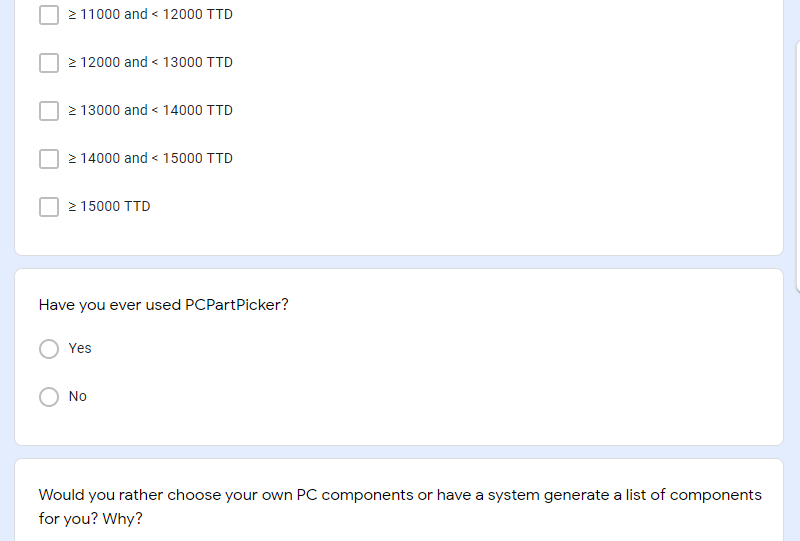 ≥ 11000 and < 12000 TTD
≥ 12000 and < 13000 TTD
≥ 13000 and < 14000 TTD
≥ 14000 and < 15000 TTD
≥ 15000 TTD
Have you ever used PCPartPicker?
Yes
No
Would you rather choose your own PC components or have a system generate a list of components
for you? Why?